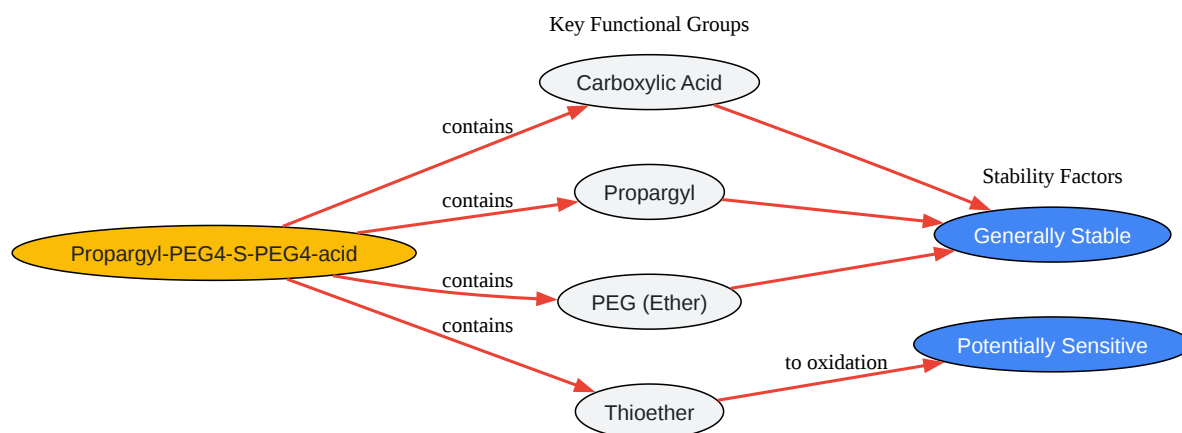 Key Functional Groups
Carboxylic Acid
contains
Propargyl
Stability Factors
contains
Generally Stable
Propargyl-PEG4-S-PEG4-acid
contains
PEG (Ether)
contains
Potentially Sensitive
to oxidation
Thioether